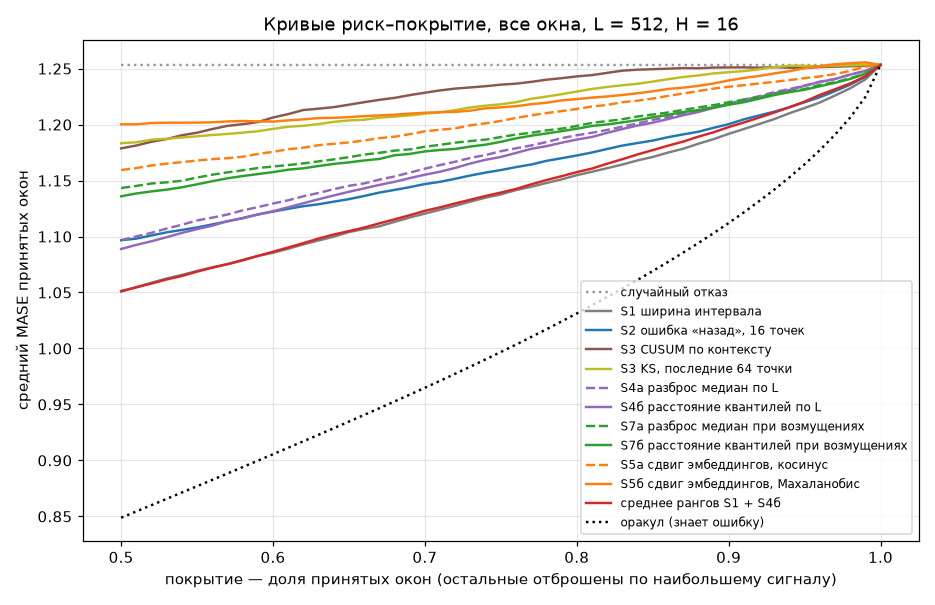 Кривые риск–покрытие, все окна, L = 512, H = 16
средний MASE принятых окон
1.25
1.20
1.15
1.10
1.05
1.00
0.95
0.90
0.85
случайный отказ
S1 ширина интервала
S2 ошибка «назад», 16 точек
S3 CUSUM по контексту
S3 KS, последние 64 точки
S4а разброс медиан по L
S4б расстояние квантилей по L
S7а разброс медиан при возмущениях
S7б расстояние квантилей при возмущениях
S5а сдвиг эмбеддингов, косинус
S5б сдвиг эмбеддингов, Махаланобис
среднее рангов S1 + S4б
оракул (знает ошибку)
0.5 0.6 0.7 0.8 0.9 1.0
покрытие — доля принятых окон (остальные отброшены по наибольшему сигналу)